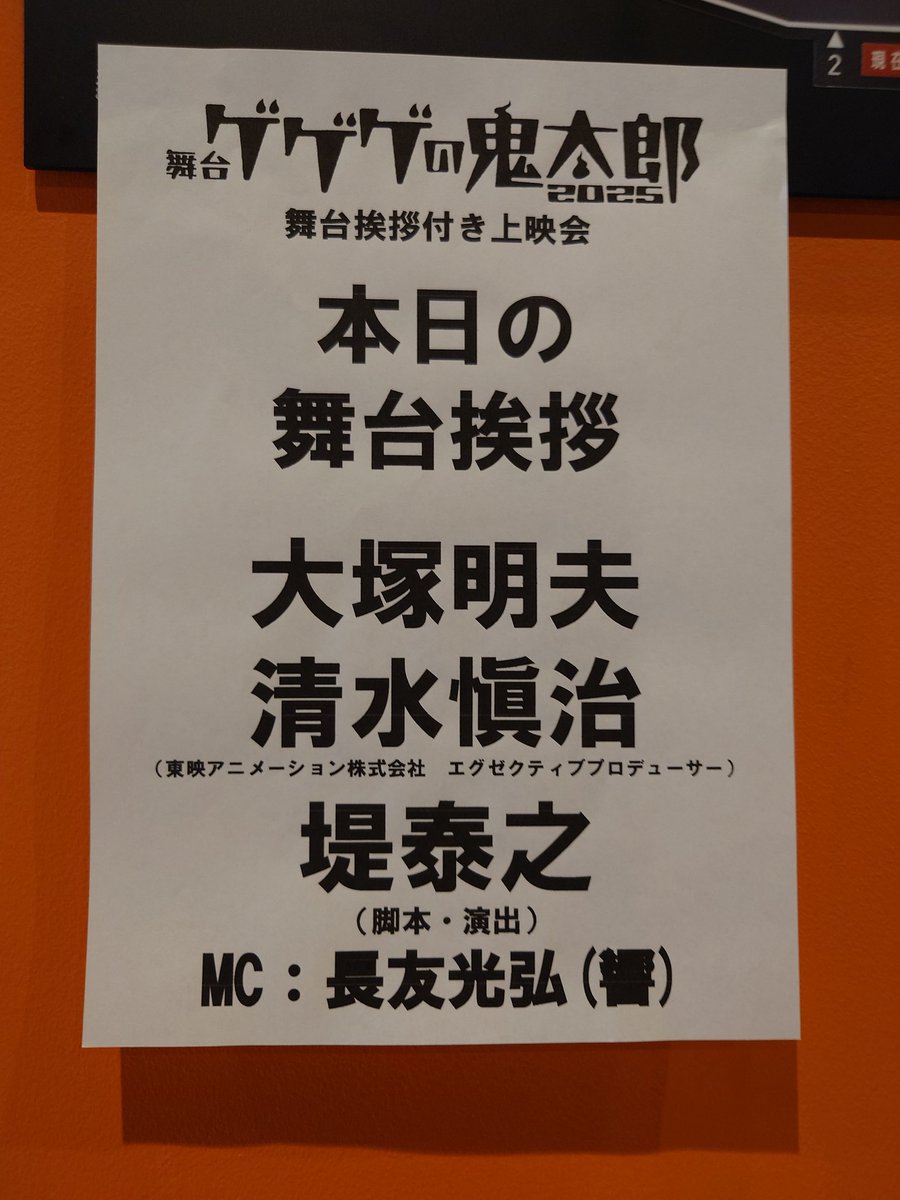 2
現在
舞台 ゲゲゲの鬼太郎
2025
舞台挨拶付き上映会
本日の
舞台挨拶
大塚明夫
清水愼治
（東映アニメーション株式会社　エグゼクティブプロデューサー）
堤泰之
（脚本・演出）
MC：長友光弘(響)